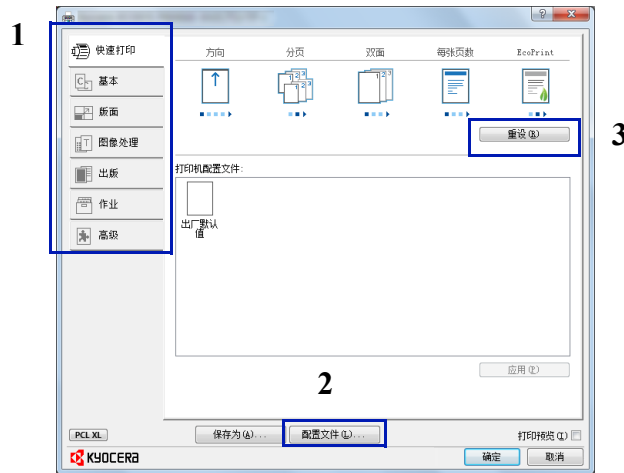 1
快速打印
基本
版面
图像处理
出版
作业
高级
方向 分页 双面 每张页数 EcoPrint
重设(R)
3
打印机配置文件:
出厂默认值
应用(P)
2
PCL XL
保存为(A)...
配置文件(L)...
打印预览(I)
KYOCERA
确定
取消